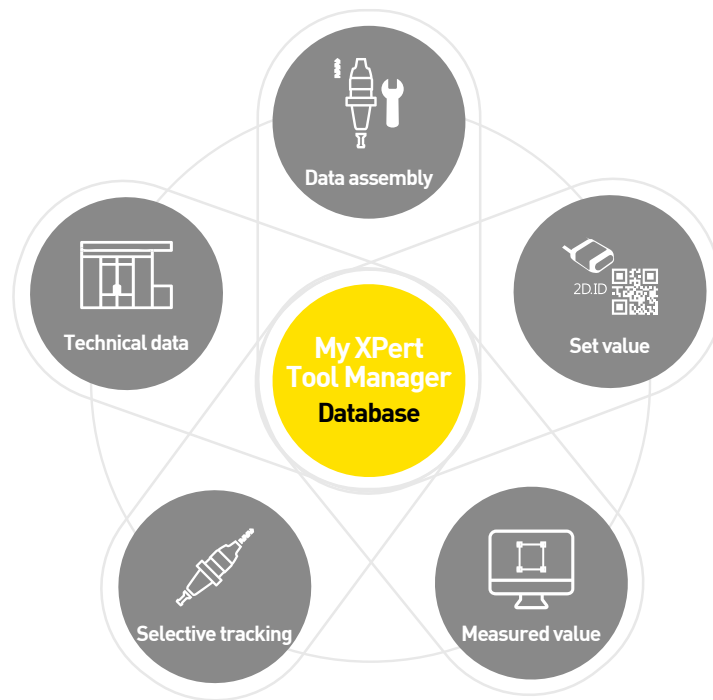 Data assembly
Technical data
2D.ID
Set value
My XPert
Tool Manager
Database
Selective tracking
Measured value